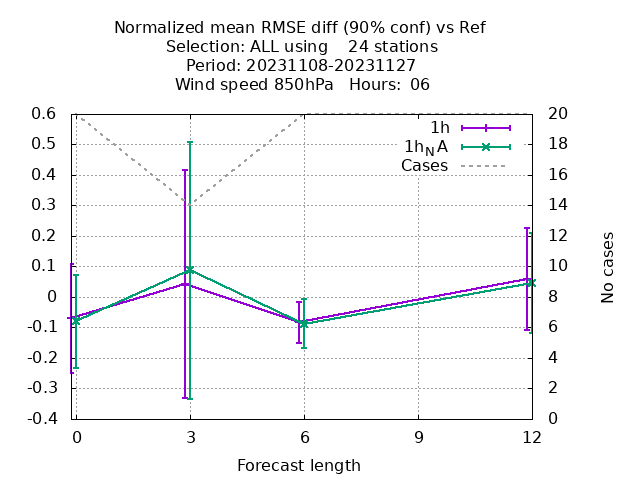 Normalized mean RMSE diff (90% conf) vs Ref
Selection: ALL using    24 stations
Period: 20231108-20231127
Wind speed 850hPa   Hours:  06
1h
1h_NA
Cases
0.6
0.5
0.4
0.3
0.2
0.1
0
-0.1
-0.2
-0.3
-0.4
20
18
16
14
12
10
8
6
4
2
0
No cases
0 3 6 9 12
Forecast length